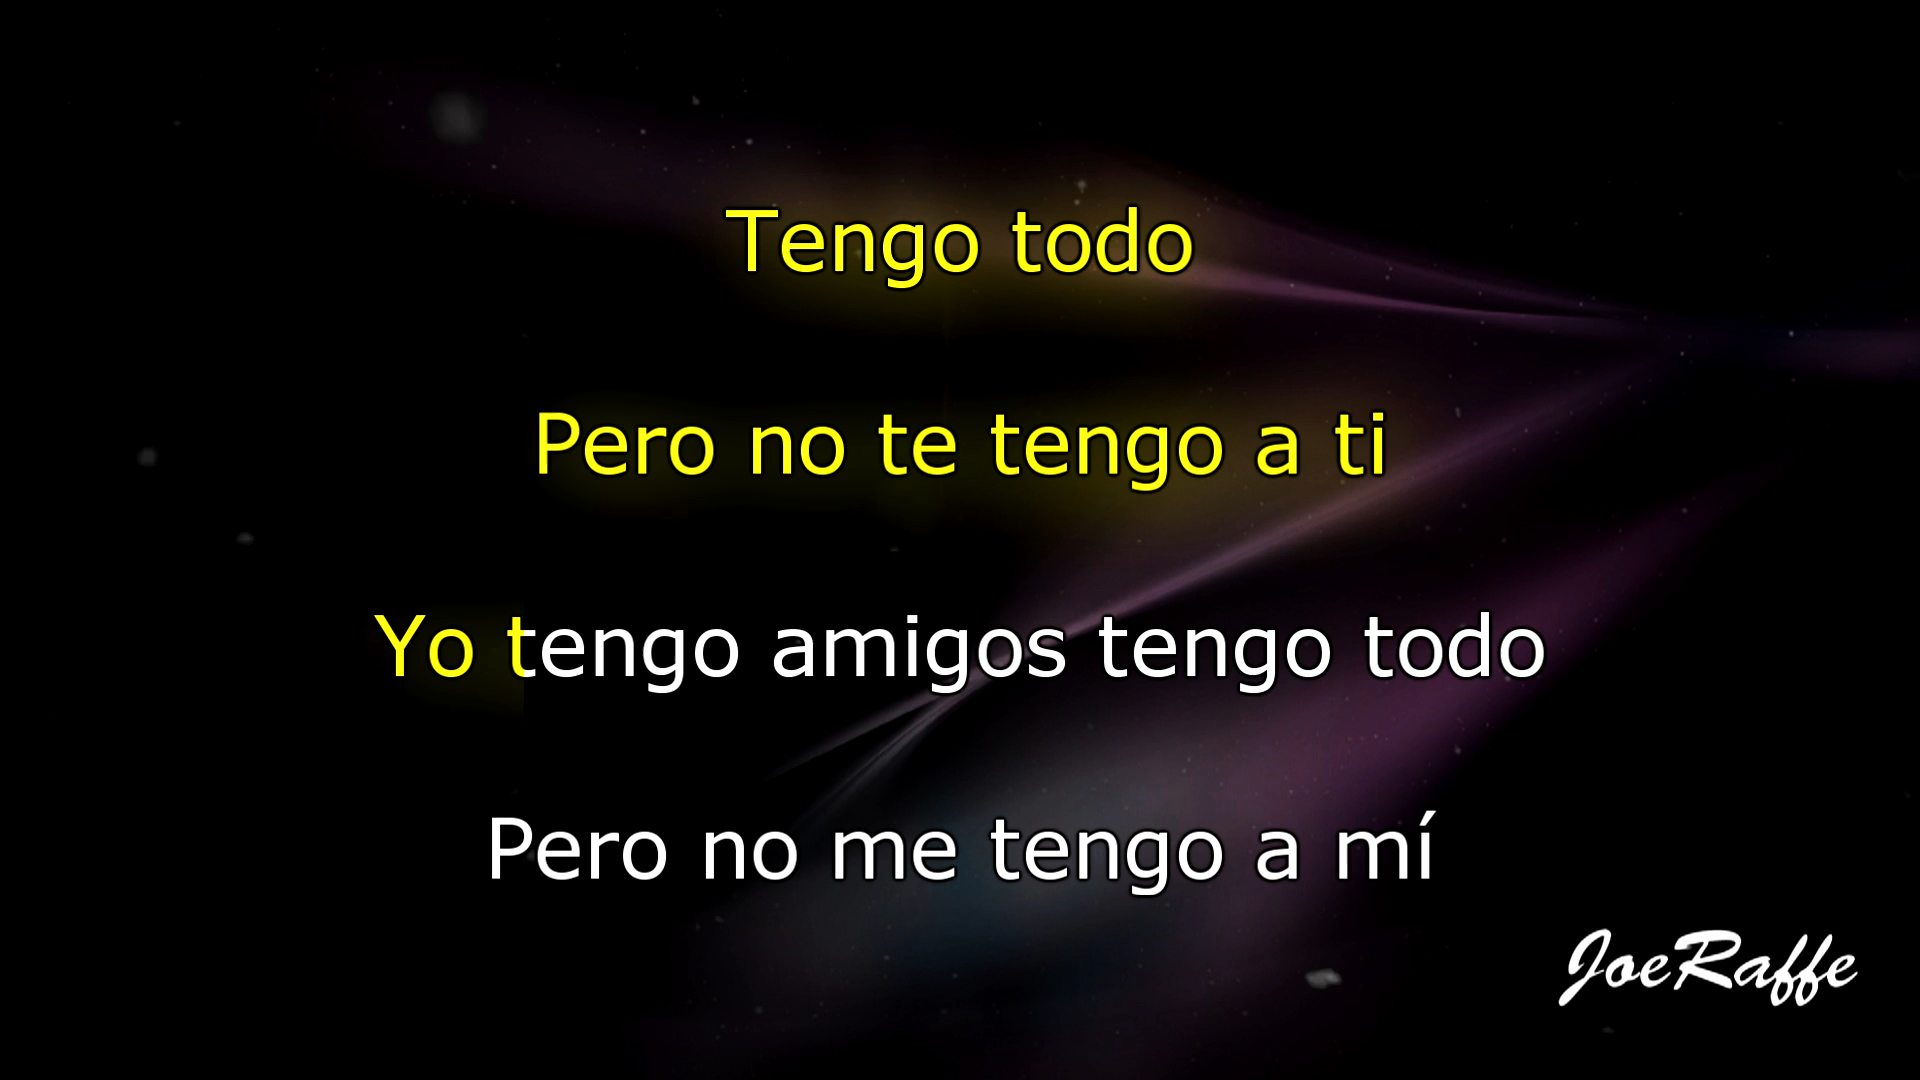 Tengo todo
Pero no te tengo a ti
Yo tengo amigos tengo todo
Pero no me tengo a mí
JoeRaffe